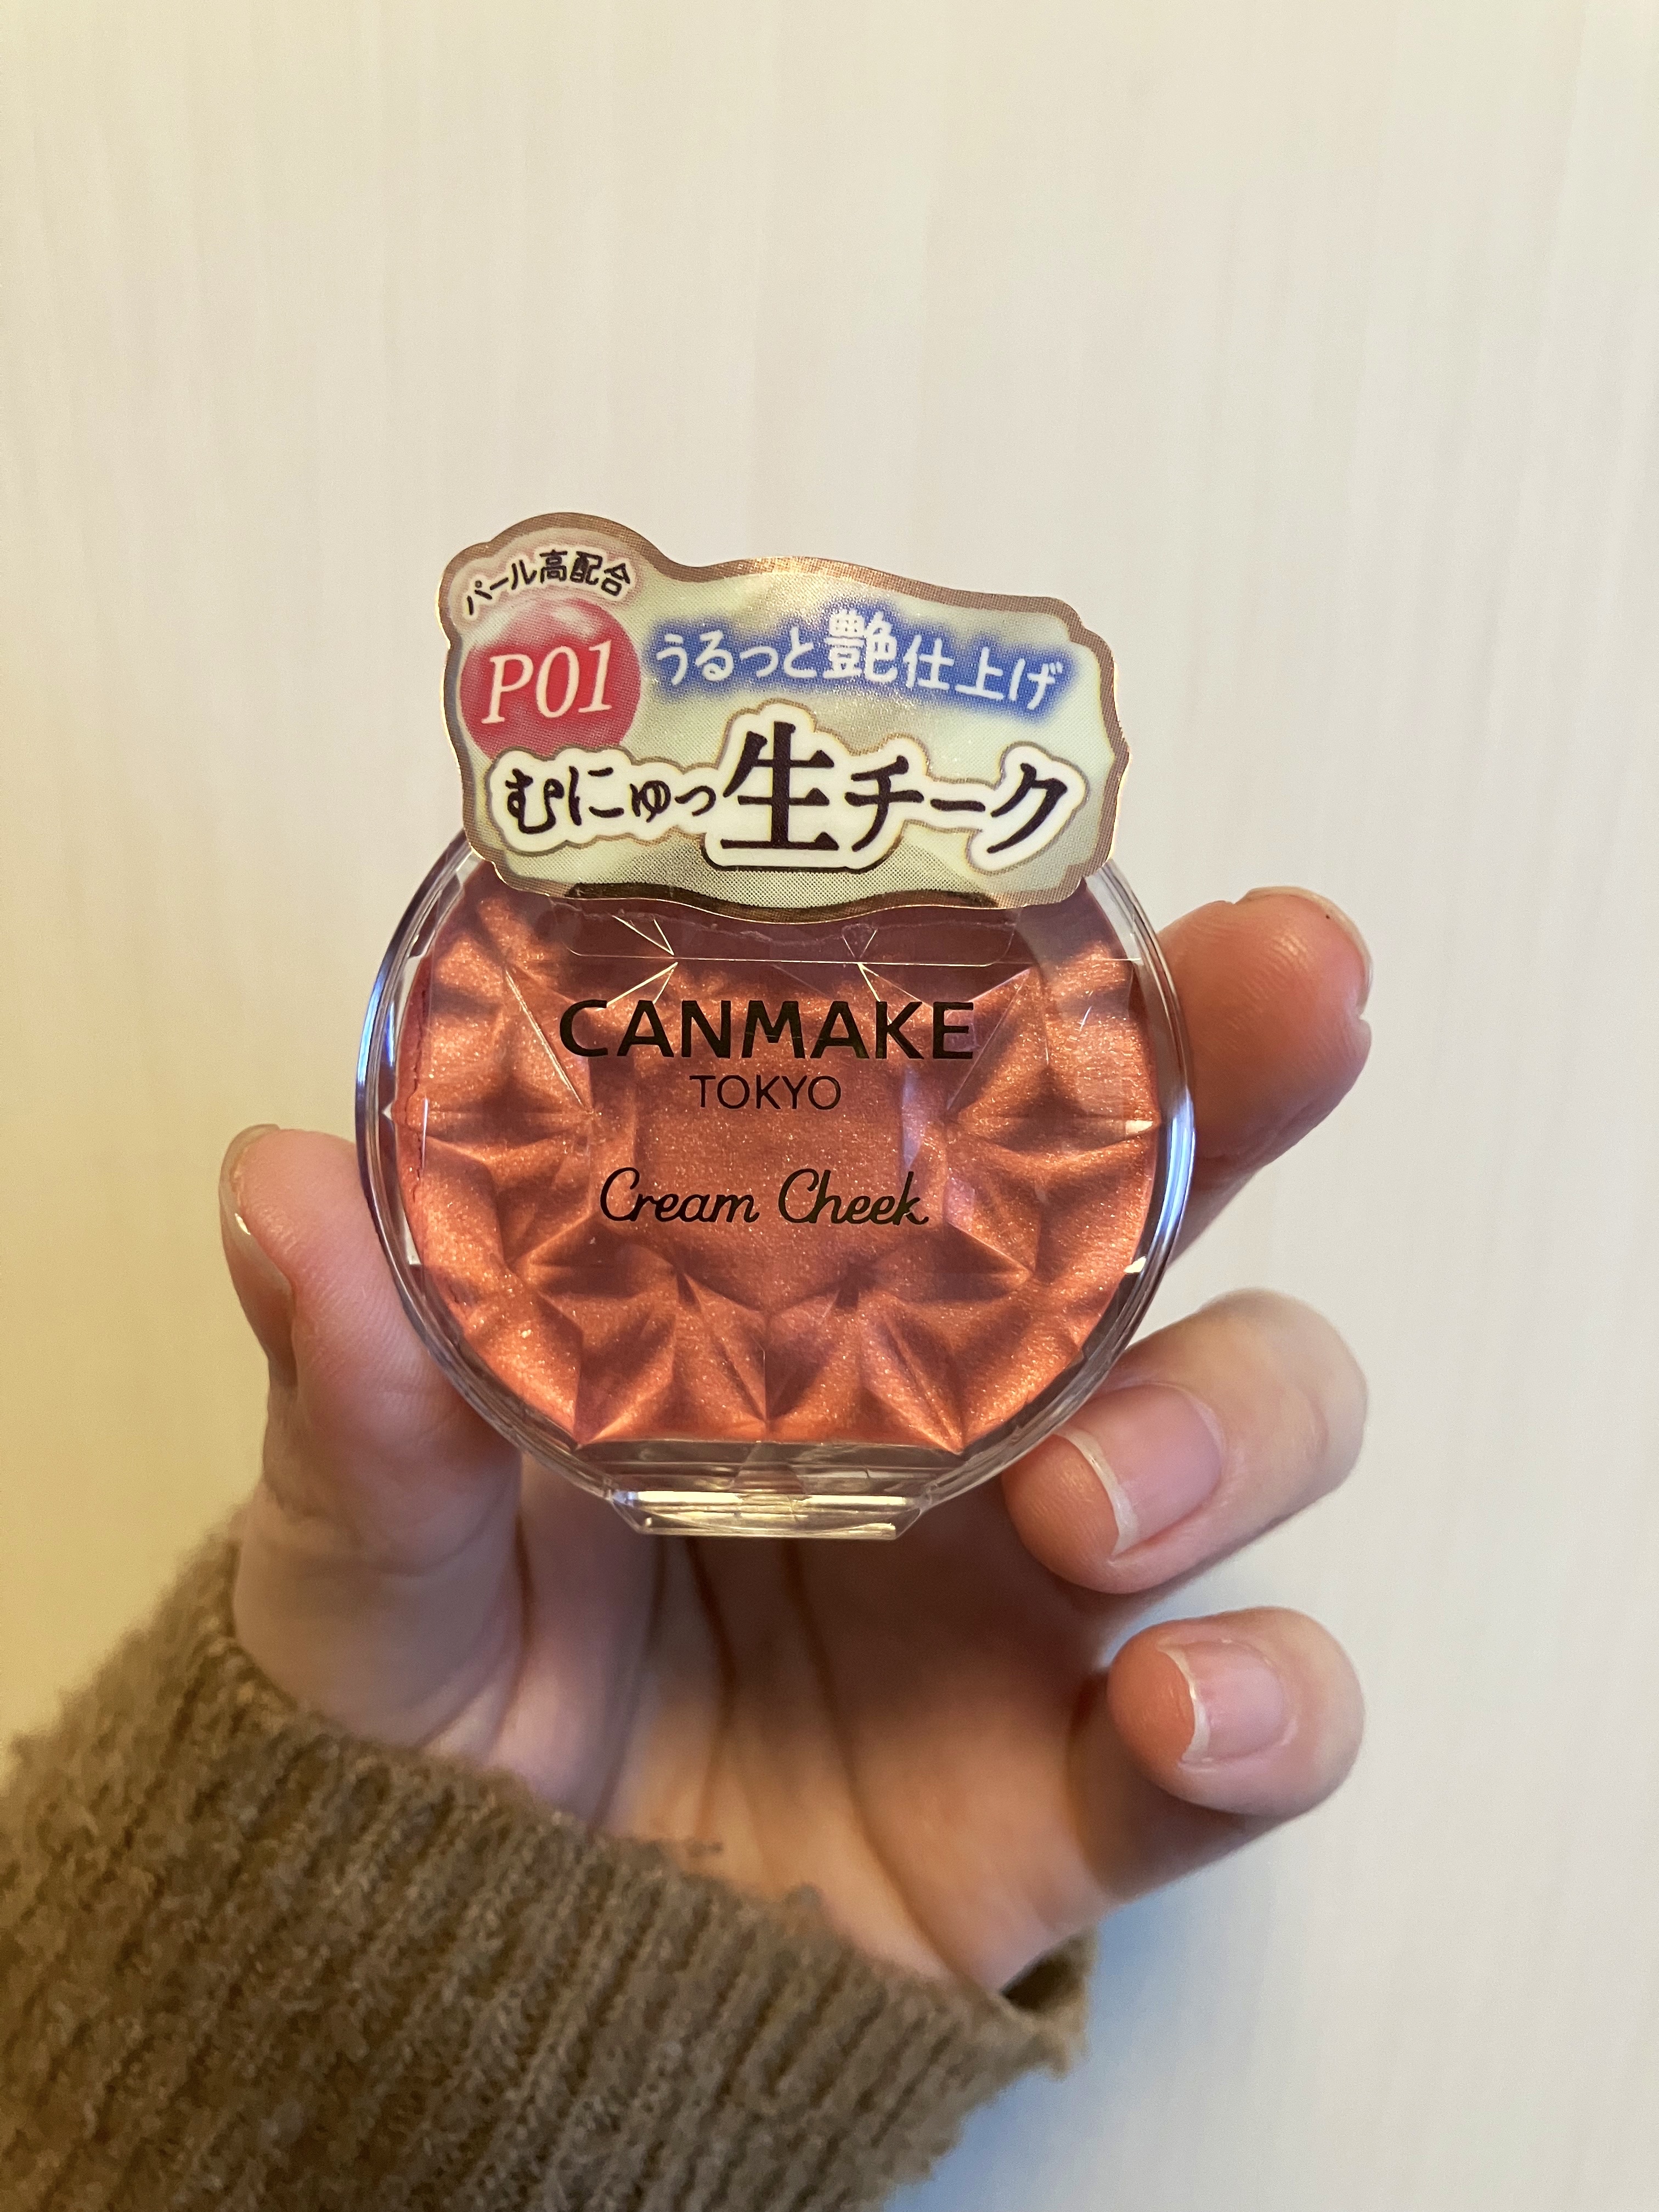 パール高配合
P01
うるっと艶仕上げ
むにゅっ生チーク
CANMAKE
TOKYO
Cream Cheek